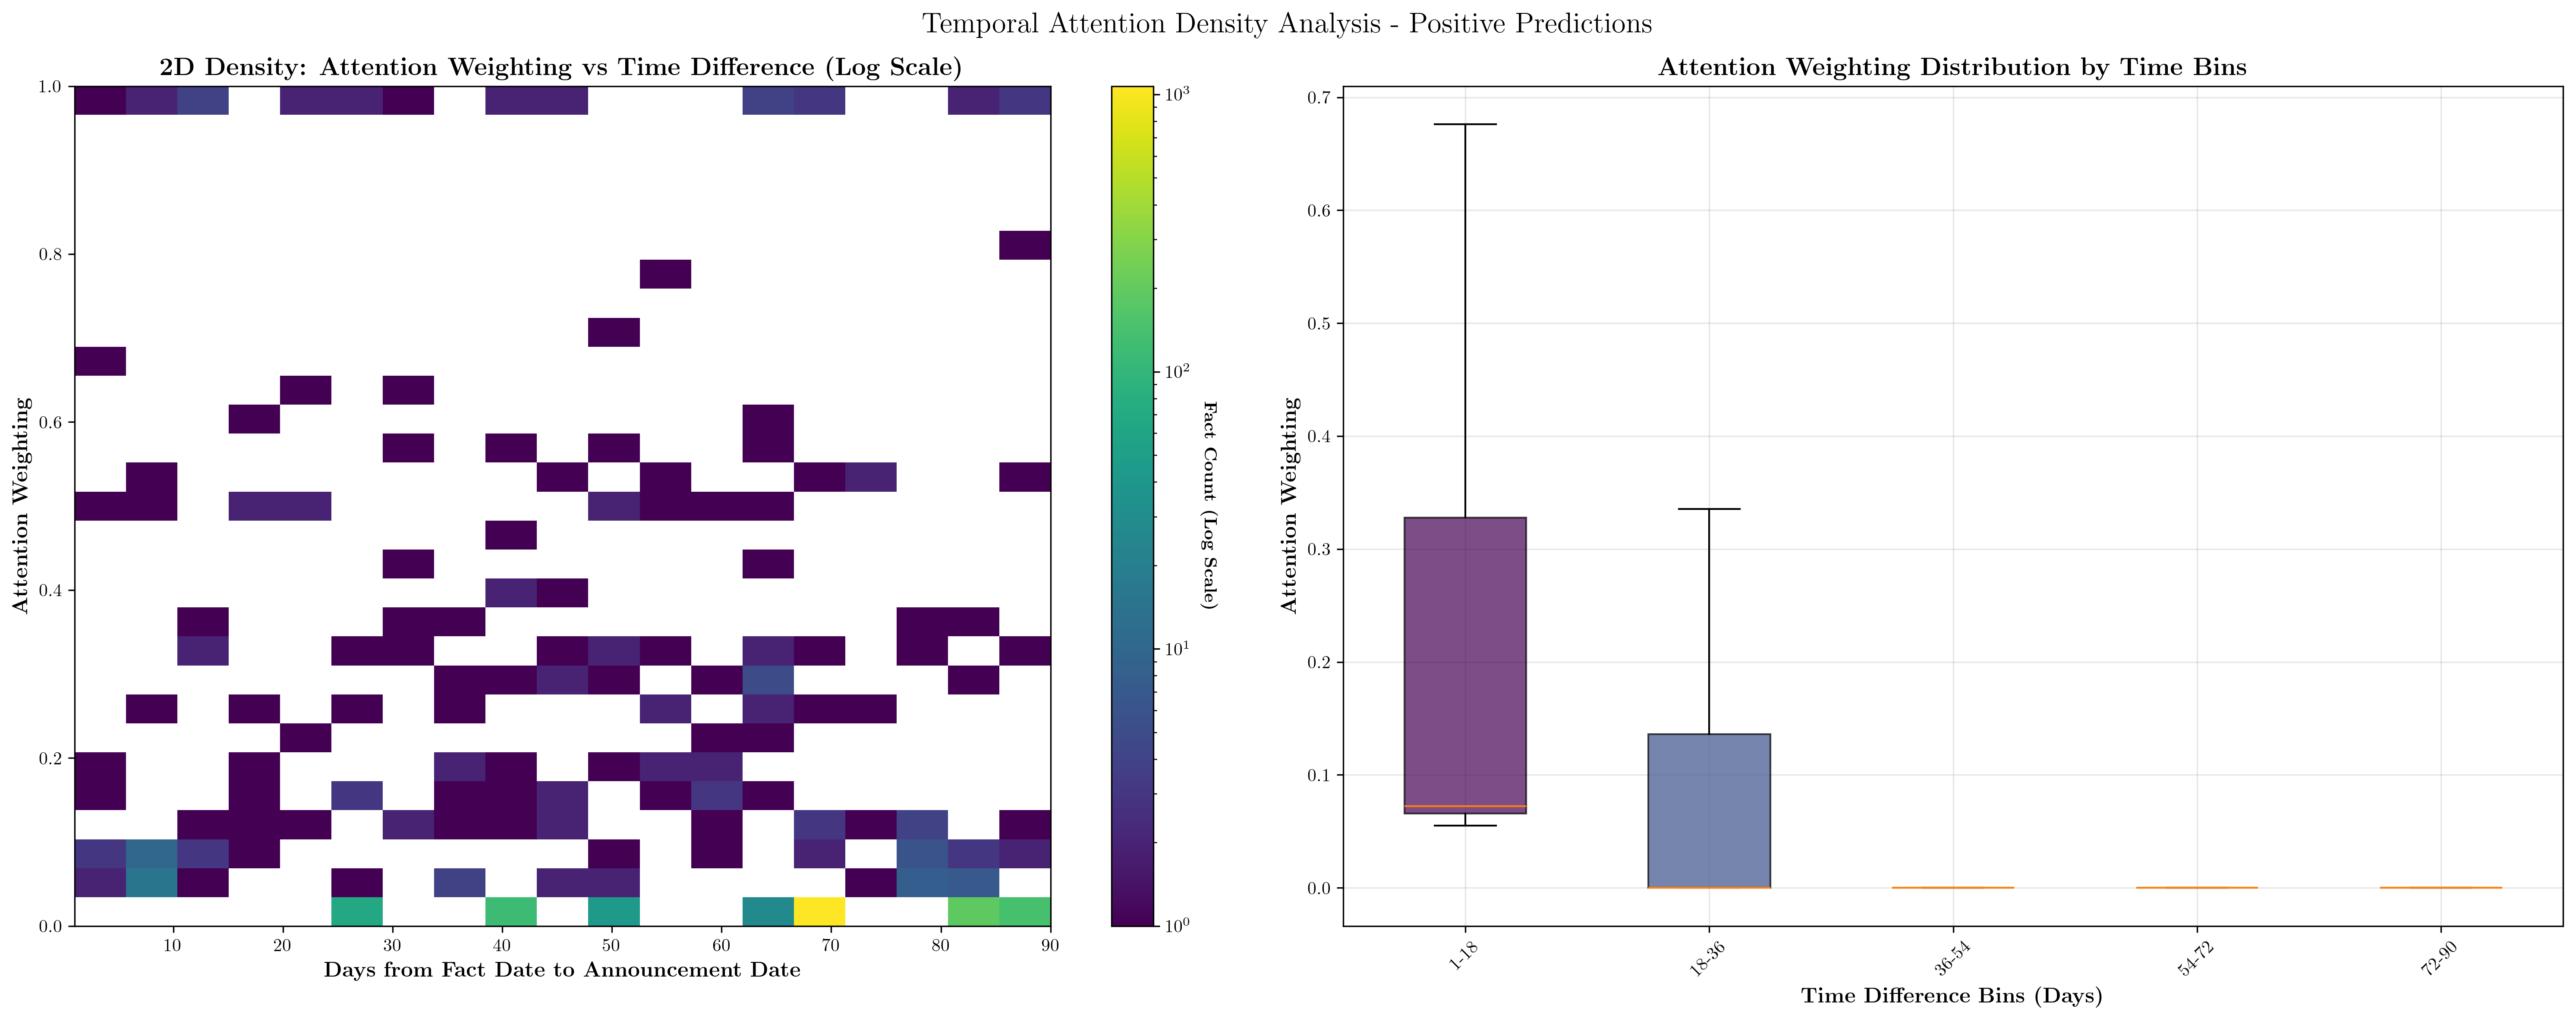 Temporal Attention Density Analysis - Positive Predictions
2D Density: Attention Weighting vs Time Difference (Log Scale)
Attention Weighting
1.0
0.8
0.6
0.4
0.2
0.0
10 20 30 40 50 60 70 80 90
Days from Fact Date to Announcement Date
10³
10²
10¹
10⁰
Fact Count (Log Scale)
Attention Weighting Distribution by Time Bins
Attention Weighting
0.7
0.6
0.5
0.4
0.3
0.2
0.1
0.0
1-18 18-36 36-54 54-72 72-90
Time Difference Bins (Days)